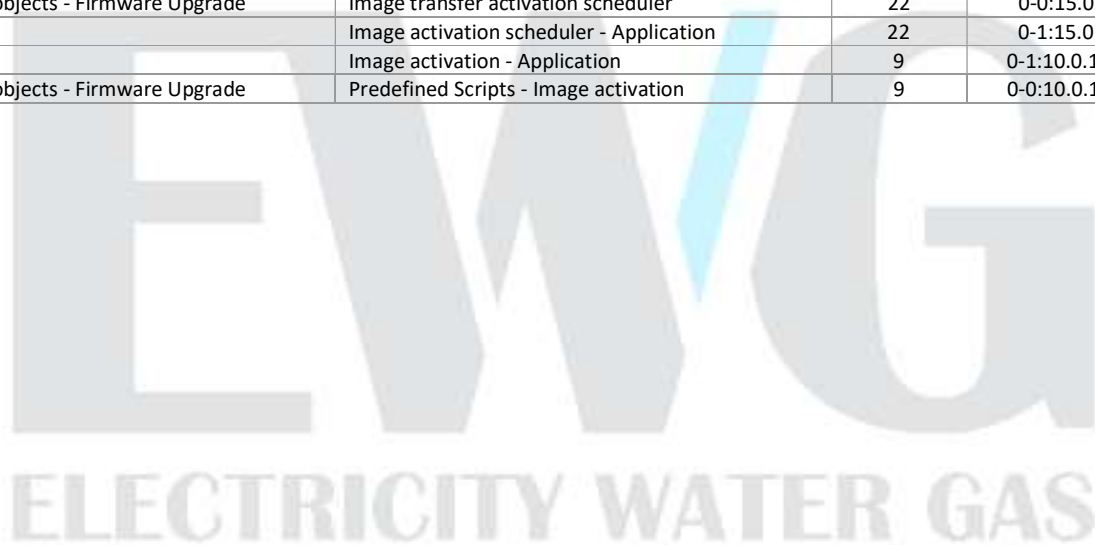 objects - Firmware Upgrade Image transfer activation scheduler 22 0-0:15.0
Image activation scheduler - Application 22 0-1:15.0
Image activation - Application 9 0-1:10.0.1
objects - Firmware Upgrade Predefined Scripts - Image activation 9 0-0:10.0.1
EWG
ELECTRICITY WATER GAS